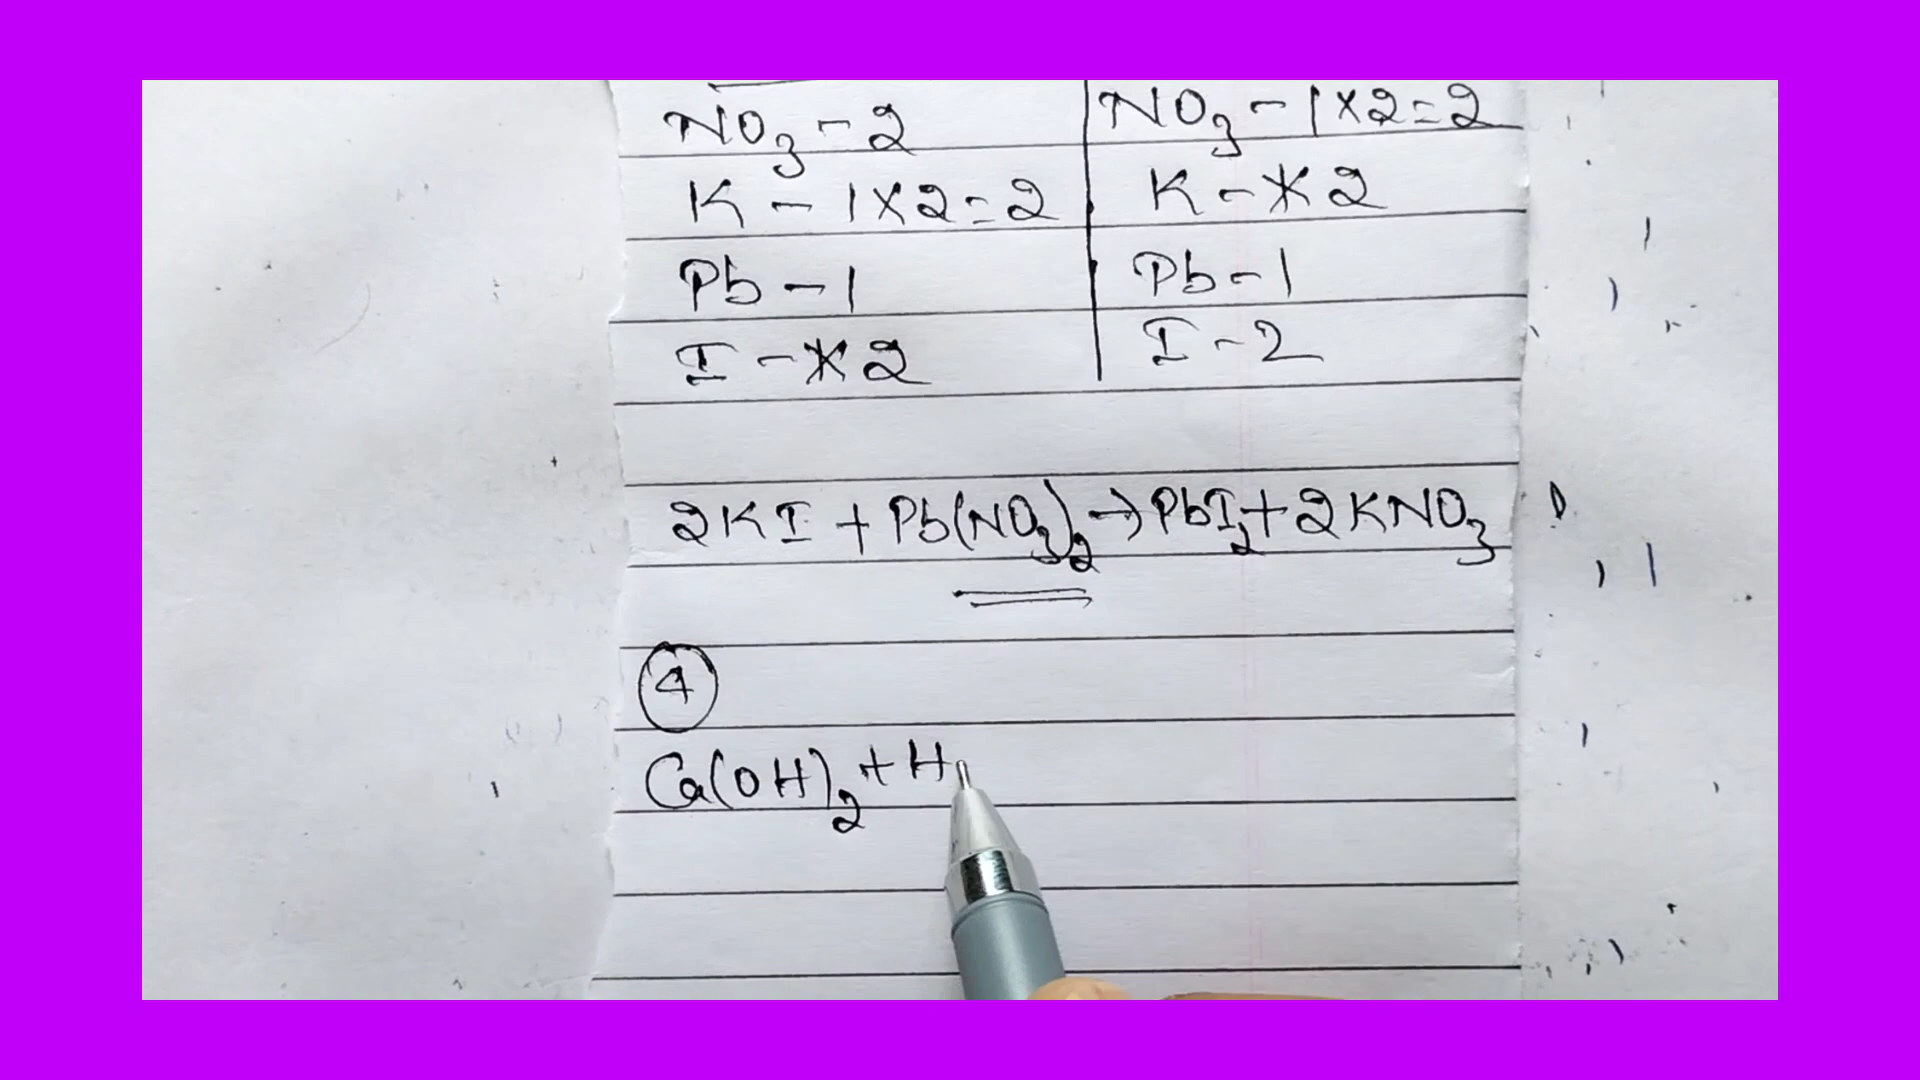 NO₃ - 2 NO₃ - 1×2=2
K - 1×2=2 K - 1 2
Pb - 1 Pb - 1
I - 1 2 I - 2
2KI + Pb(NO₃)₂ → PbI₂ + 2KNO₃
4
Ca(OH)₂ + H